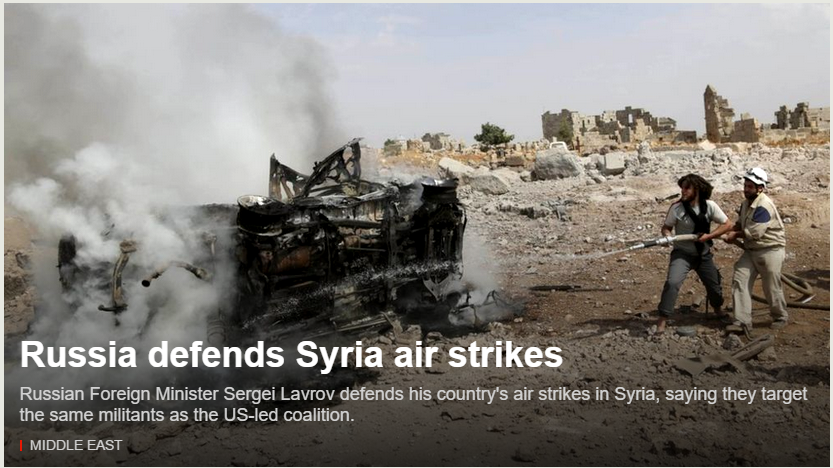 Russia defends Syria air strikes
Russian Foreign Minister Sergei Lavrov defends his country's air strikes in Syria, saying they target
the same militants as the US-led coalition.
MIDDLE EAST